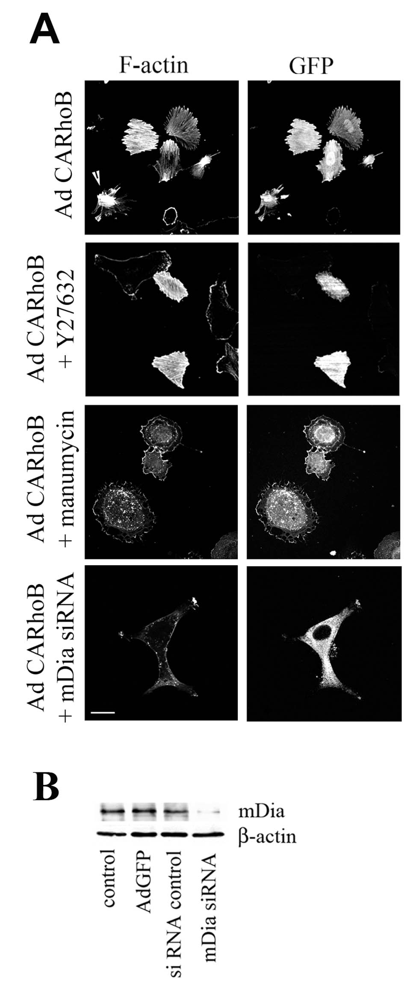 A
F-actin GFP
Ad CARhoB
Ad CARhoB
+ Y27632
Ad CARhoB
+ manumycin
Ad CARhoB
+ mDia siRNA
B
mDia
β-actin
control
AdGFP
si RNA control
mDia siRNA